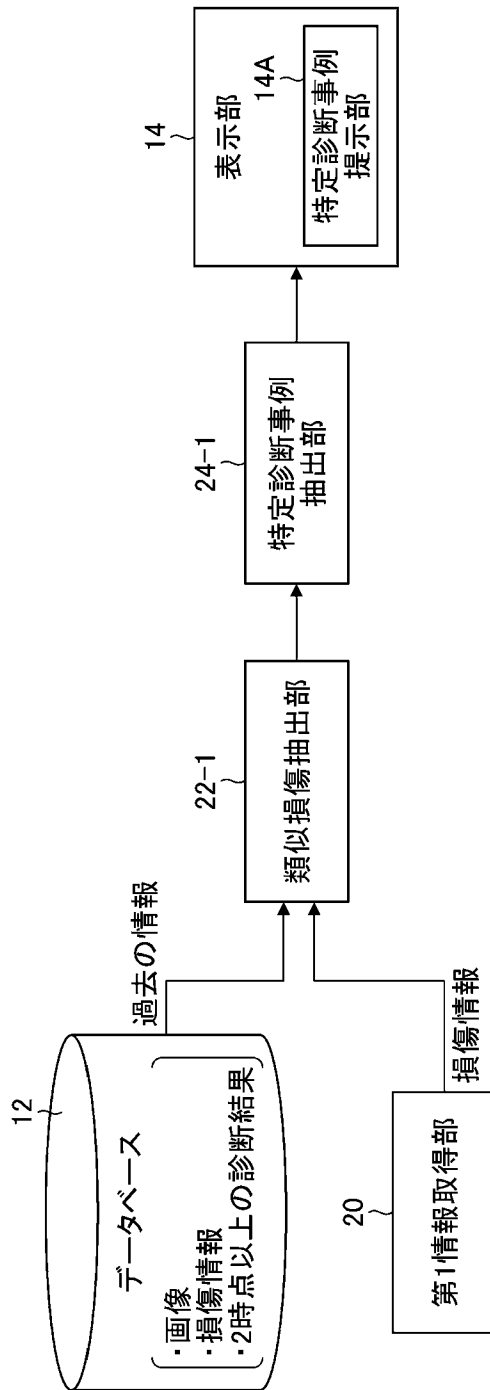 12
データベース
・画像
・損傷情報
・2時点以上の診断結果
過去の情報
20
第1情報取得部
損傷情報
22-1
類似損傷抽出部
24-1
特定診断事例
抽出部
14
表示部
14A
特定診断事例
提示部